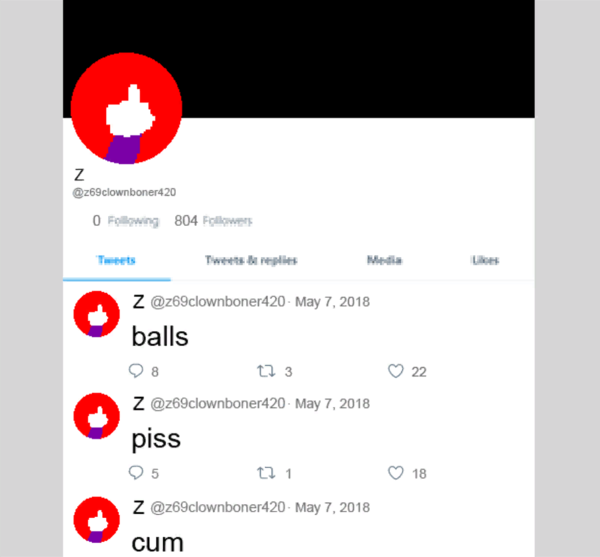 Z
@z69clownboner420
0 Following 804 Followers
Tweets Tweets & replies Media Likes
Z @z69clownboner420 · May 7, 2018
balls
8 3 22
Z @z69clownboner420 · May 7, 2018
piss
5 1 18
Z @z69clownboner420 · May 7, 2018
cum